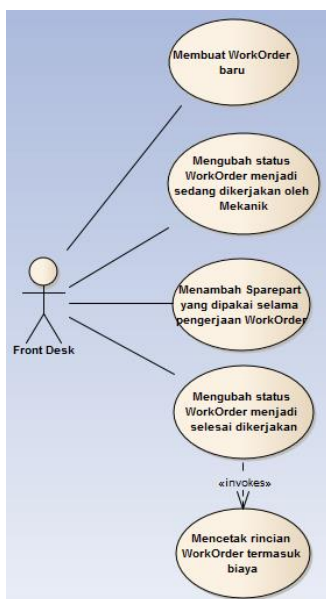 Membuat WorkOrder
baru
Mengubah status
WorkOrder menjadi
sedang dikerjakan oleh
Mekanik
Menambah Sparepart
yang dipakai selama
pengerjaan WorkOrder
Front Desk
Mengubah status
WorkOrder menjadi
selesai dikerjakan
«invokes»
Mencetak rincian
WorkOrder termasuk
biaya